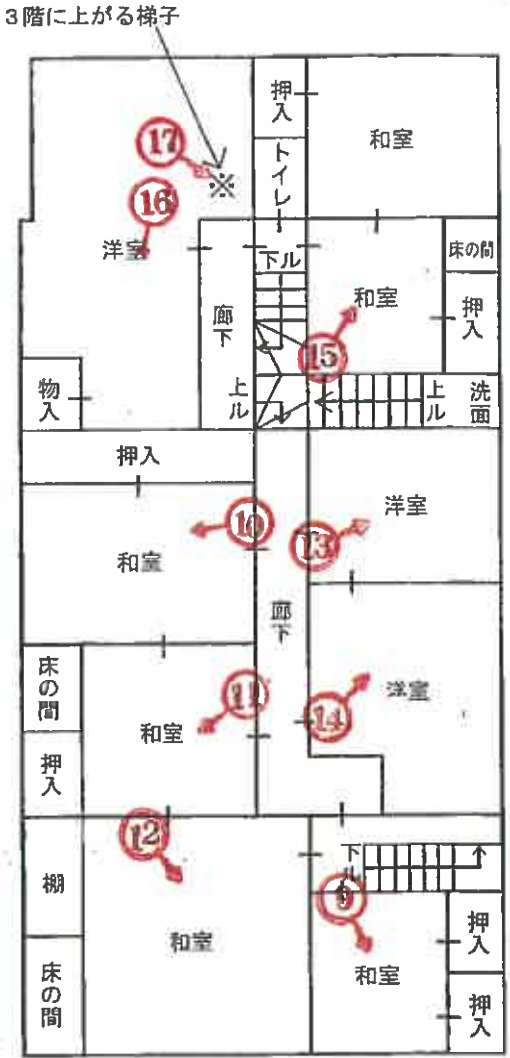 3階に上がる梯子
押入
和室
トイレ
⑰
※
⑯
洋室
下ル
床の間
和室
押入
廊下
⑮
物入
上ル
上ル
洗面
押入
⑩
洋室
⑬
和室
廊下
床の間
⑪
洋室
⑭
和室
押入
⑫
下ル
棚
⑨
押入
和室
和室
床の間
押入